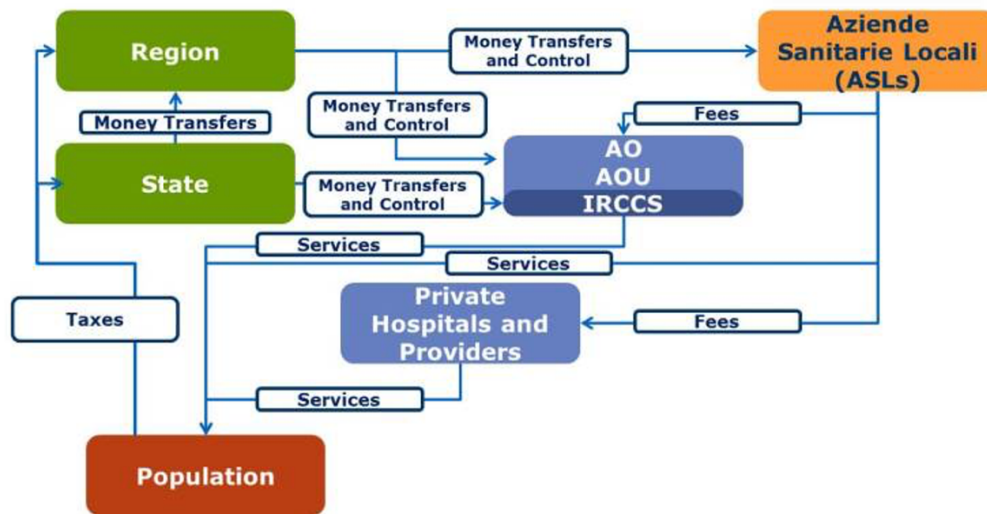 Region
Money Transfers
and Control
Aziende
Sanitarie Locali
(ASLs)
Money Transfers
Money Transfers
and Control
Fees
State
Money Transfers
and Control
AO
AOU
IRCCS
Services
Services
Taxes
Private
Hospitals and
Providers
Fees
Services
Population